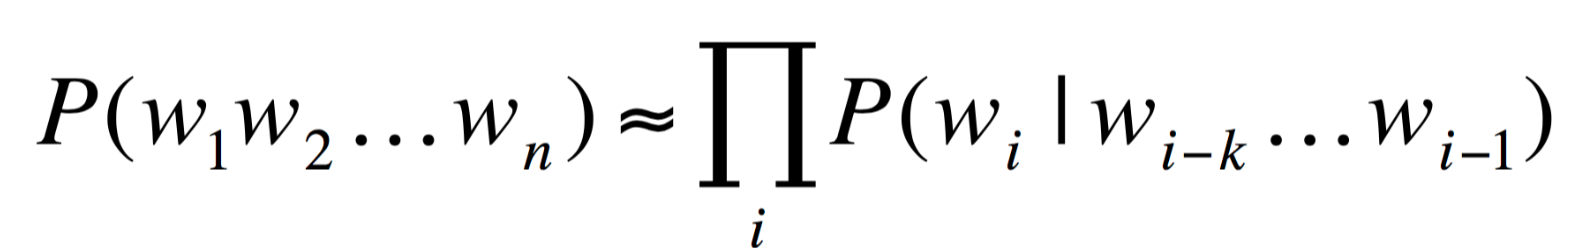 P(w₁w₂…wₙ) ≈ ∏ᵢ P(wᵢ | wᵢ₋ₖ…wᵢ₋₁)